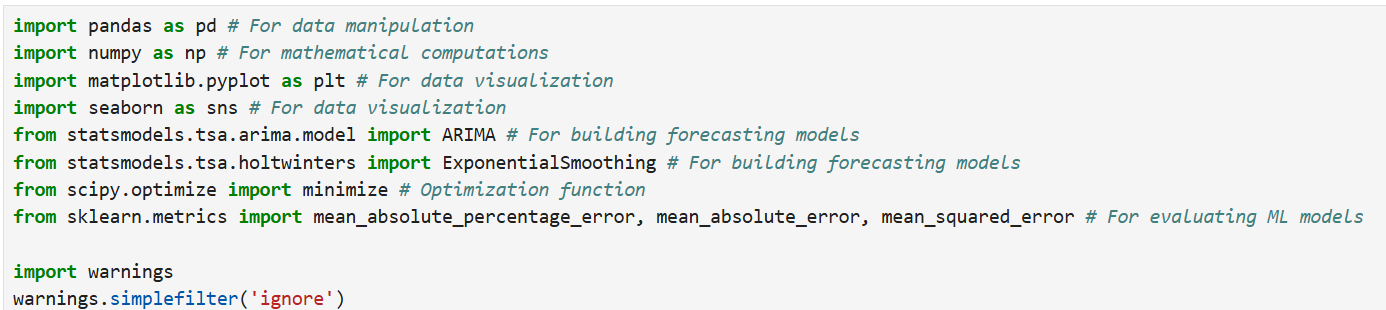 import pandas as pd # For data manipulation
import numpy as np # For mathematical computations
import matplotlib.pyplot as plt # For data visualization
import seaborn as sns # For data visualization
from statsmodels.tsa.arima.model import ARIMA # For building forecasting models
from statsmodels.tsa.holtwinters import ExponentialSmoothing # For building forecasting models
from scipy.optimize import minimize # Optimization function
from sklearn.metrics import mean_absolute_percentage_error, mean_absolute_error, mean_squared_error # For evaluating ML models
import warnings
warnings.simplefilter('ignore')